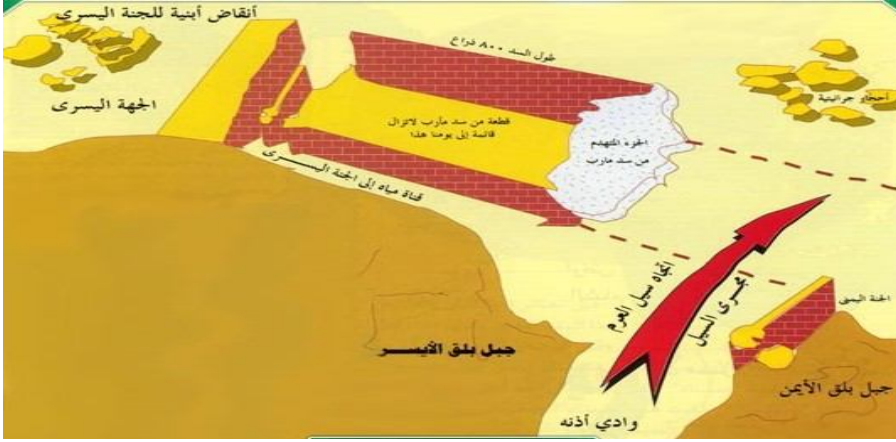 أنقاض أبنية للجنة اليسرى
الجهة اليسرى
طول السد ٨٠٠ ذراع
أحجار جرانيتية
قطعة من سد مأرب لاتزال
قائمة إلى يومنا هذا
الجزء المتهدم
من سد مارب
قناة مياه إلى الجنة اليسرى
اتجاه سيل العرم
مجرى السيل
الجنة اليمنى
جبل بلق الأيسر
جبل بلق الأيمن
وادي أذنه